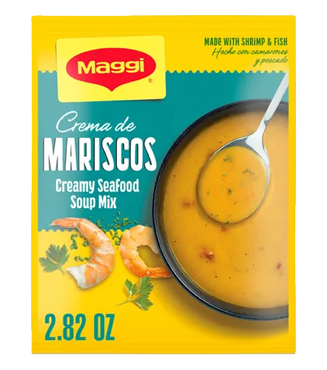 MADE WITH SHRIMP & FISH
Hecho con camarones
y pescado
Maggi
®
Crema de
MARISCOS
Creamy Seafood
Soup Mix
2.82 OZ